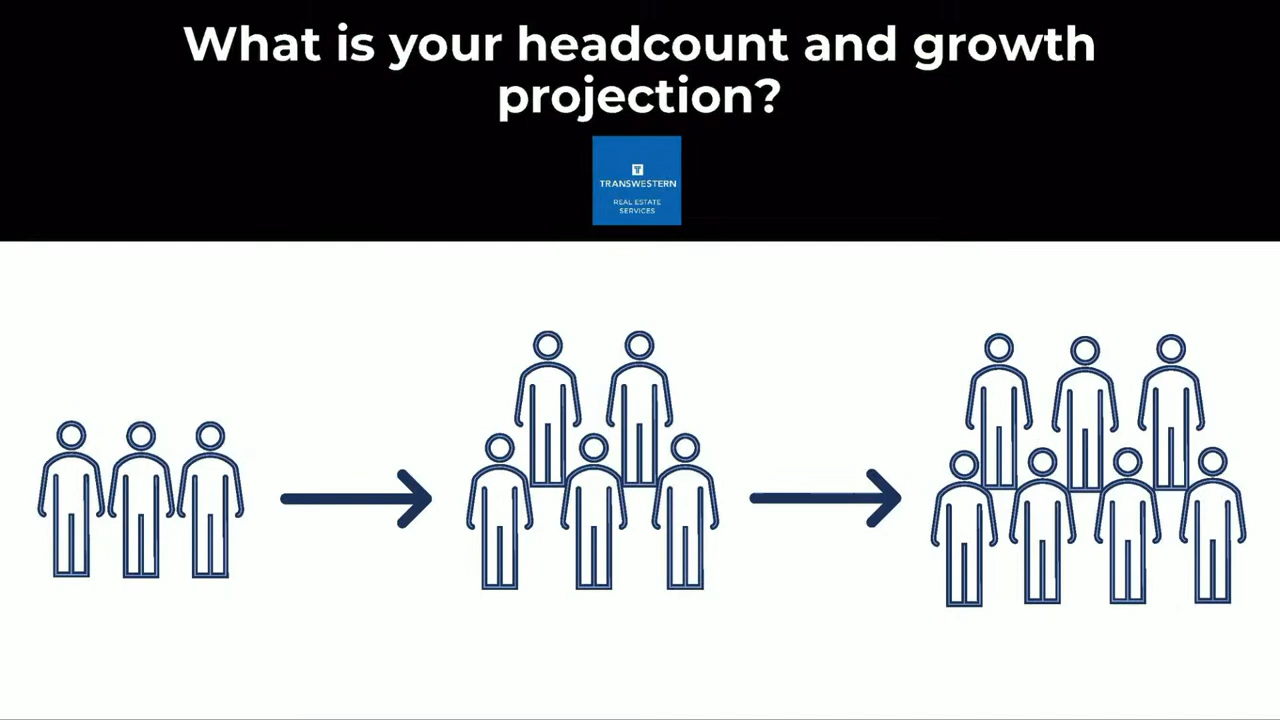 What is your headcount and growth
projection?
T
TRANSWESTERN
REAL ESTATE
SERVICES